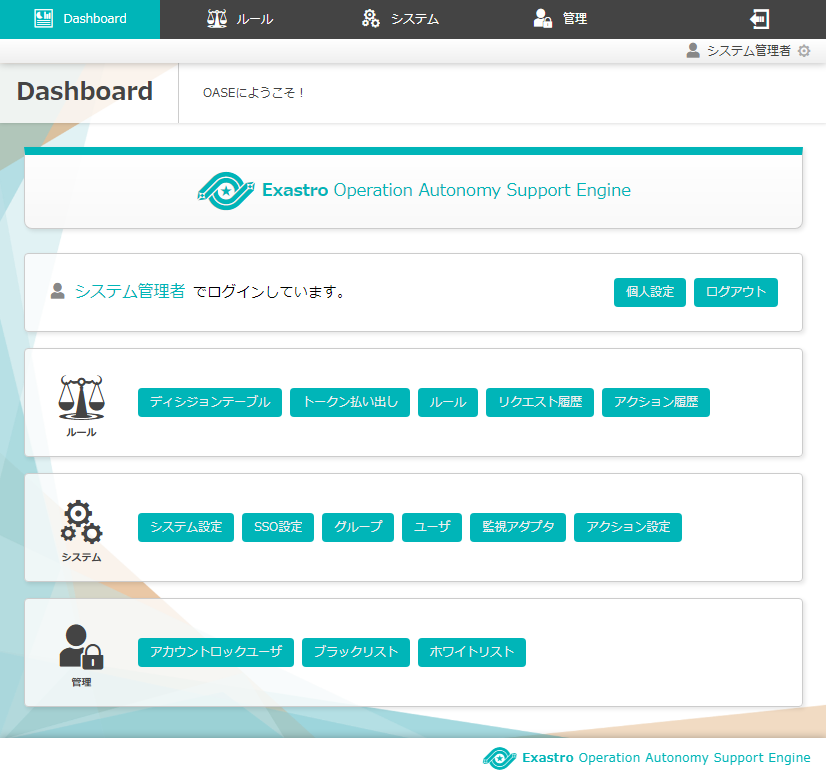 Dashboard ルール システム 管理
システム管理者
Dashboard OASEにようこそ！
Exastro Operation Autonomy Support Engine
システム管理者 でログインしています。 個人設定 ログアウト
ディシジョンテーブル トークン払い出し ルール リクエスト履歴 アクション履歴
ルール
システム設定 SSO設定 グループ ユーザ 監視アダプタ アクション設定
システム
アカウントロックユーザ ブラックリスト ホワイトリスト
管理
Exastro Operation Autonomy Support Engine